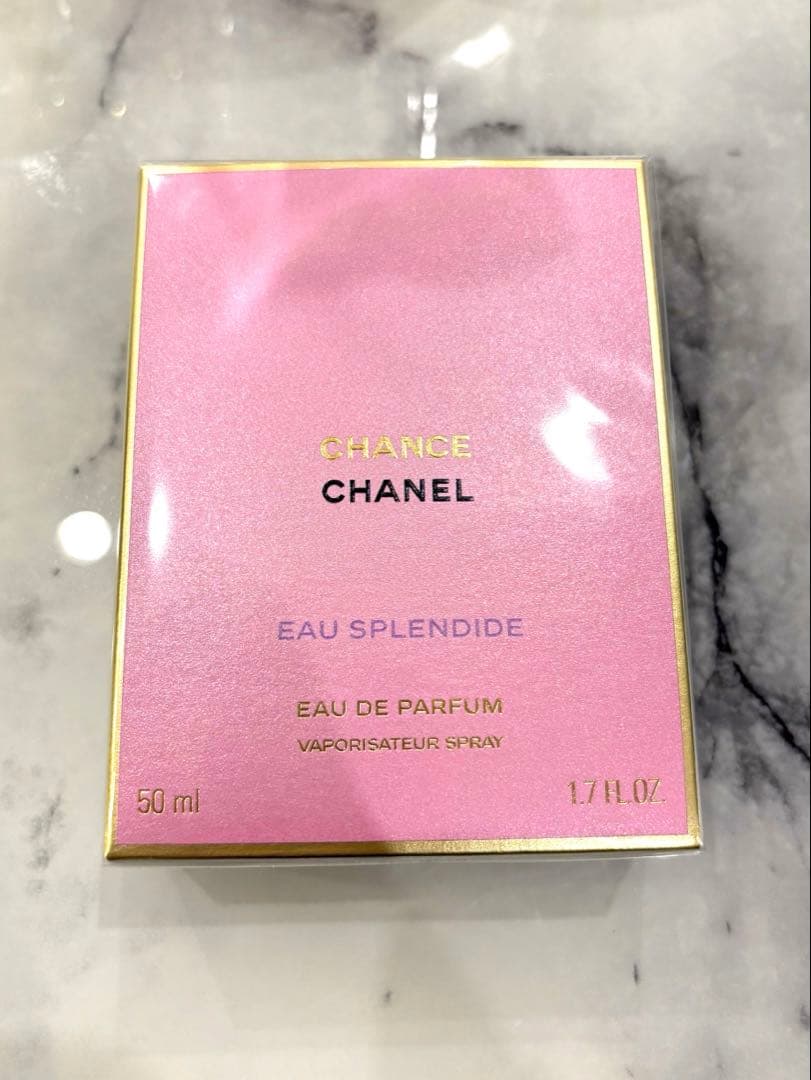 CHANCE
CHANEL
EAU SPLENDIDE
EAU DE PARFUM
VAPORISATEUR SPRAY
50 ml
1.7 FL.OZ.